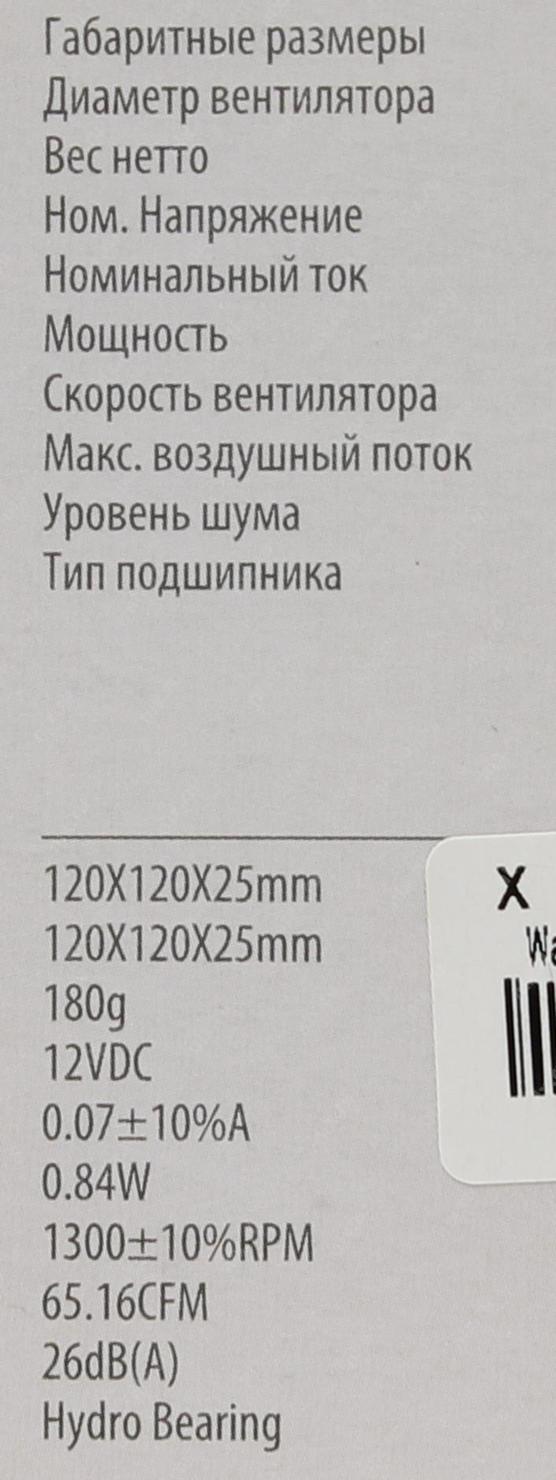 Габаритные размеры
Диаметр вентилятора
Вес нетто
Ном. Напряжение
Номинальный ток
Мощность
Скорость вентилятора
Макс. воздушный поток
Уровень шума
Тип подшипника
120X120X25mm
120X120X25mm
180g
12VDC
0.07±10%A
0.84W
1300±10%RPM
65.16CFM
26dB(A)
Hydro Bearing
X